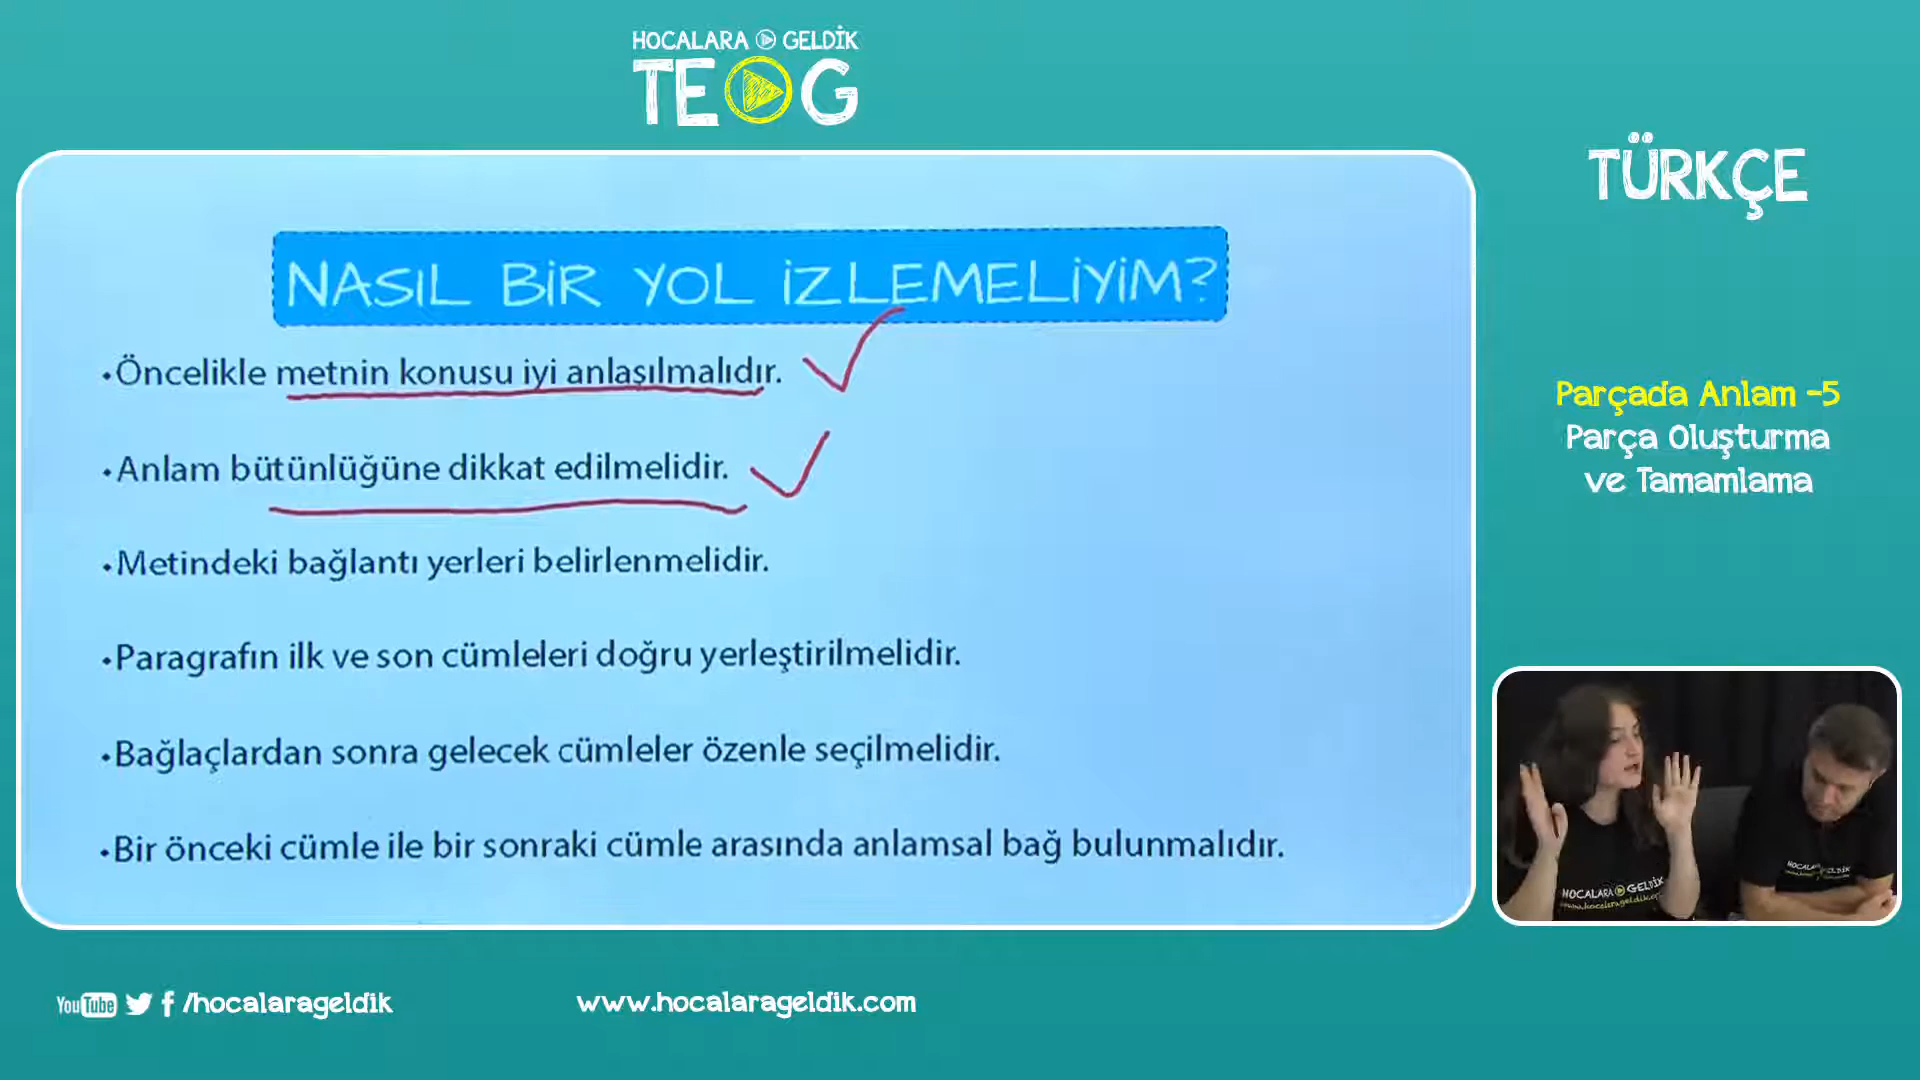 HOCALARA GELDİK
TEOG
TÜRKÇE
NASIL BİR YOL İZLEMELİYİM?
•Öncelikle metnin konusu iyi anlaşılmalıdır.
•Anlam bütünlüğüne dikkat edilmelidir.
•Metindeki bağlantı yerleri belirlenmelidir.
•Paragrafın ilk ve son cümleleri doğru yerleştirilmelidir.
•Bağlaçlardan sonra gelecek cümleler özenle seçilmelidir.
•Bir önceki cümle ile bir sonraki cümle arasında anlamsal bağ bulunmalıdır.
Parçada Anlam -5
Parça Oluşturma
ve Tamamlama
HOCALARA GELDİK
YouTube /hocalarageldik
www.hocalarageldik.com